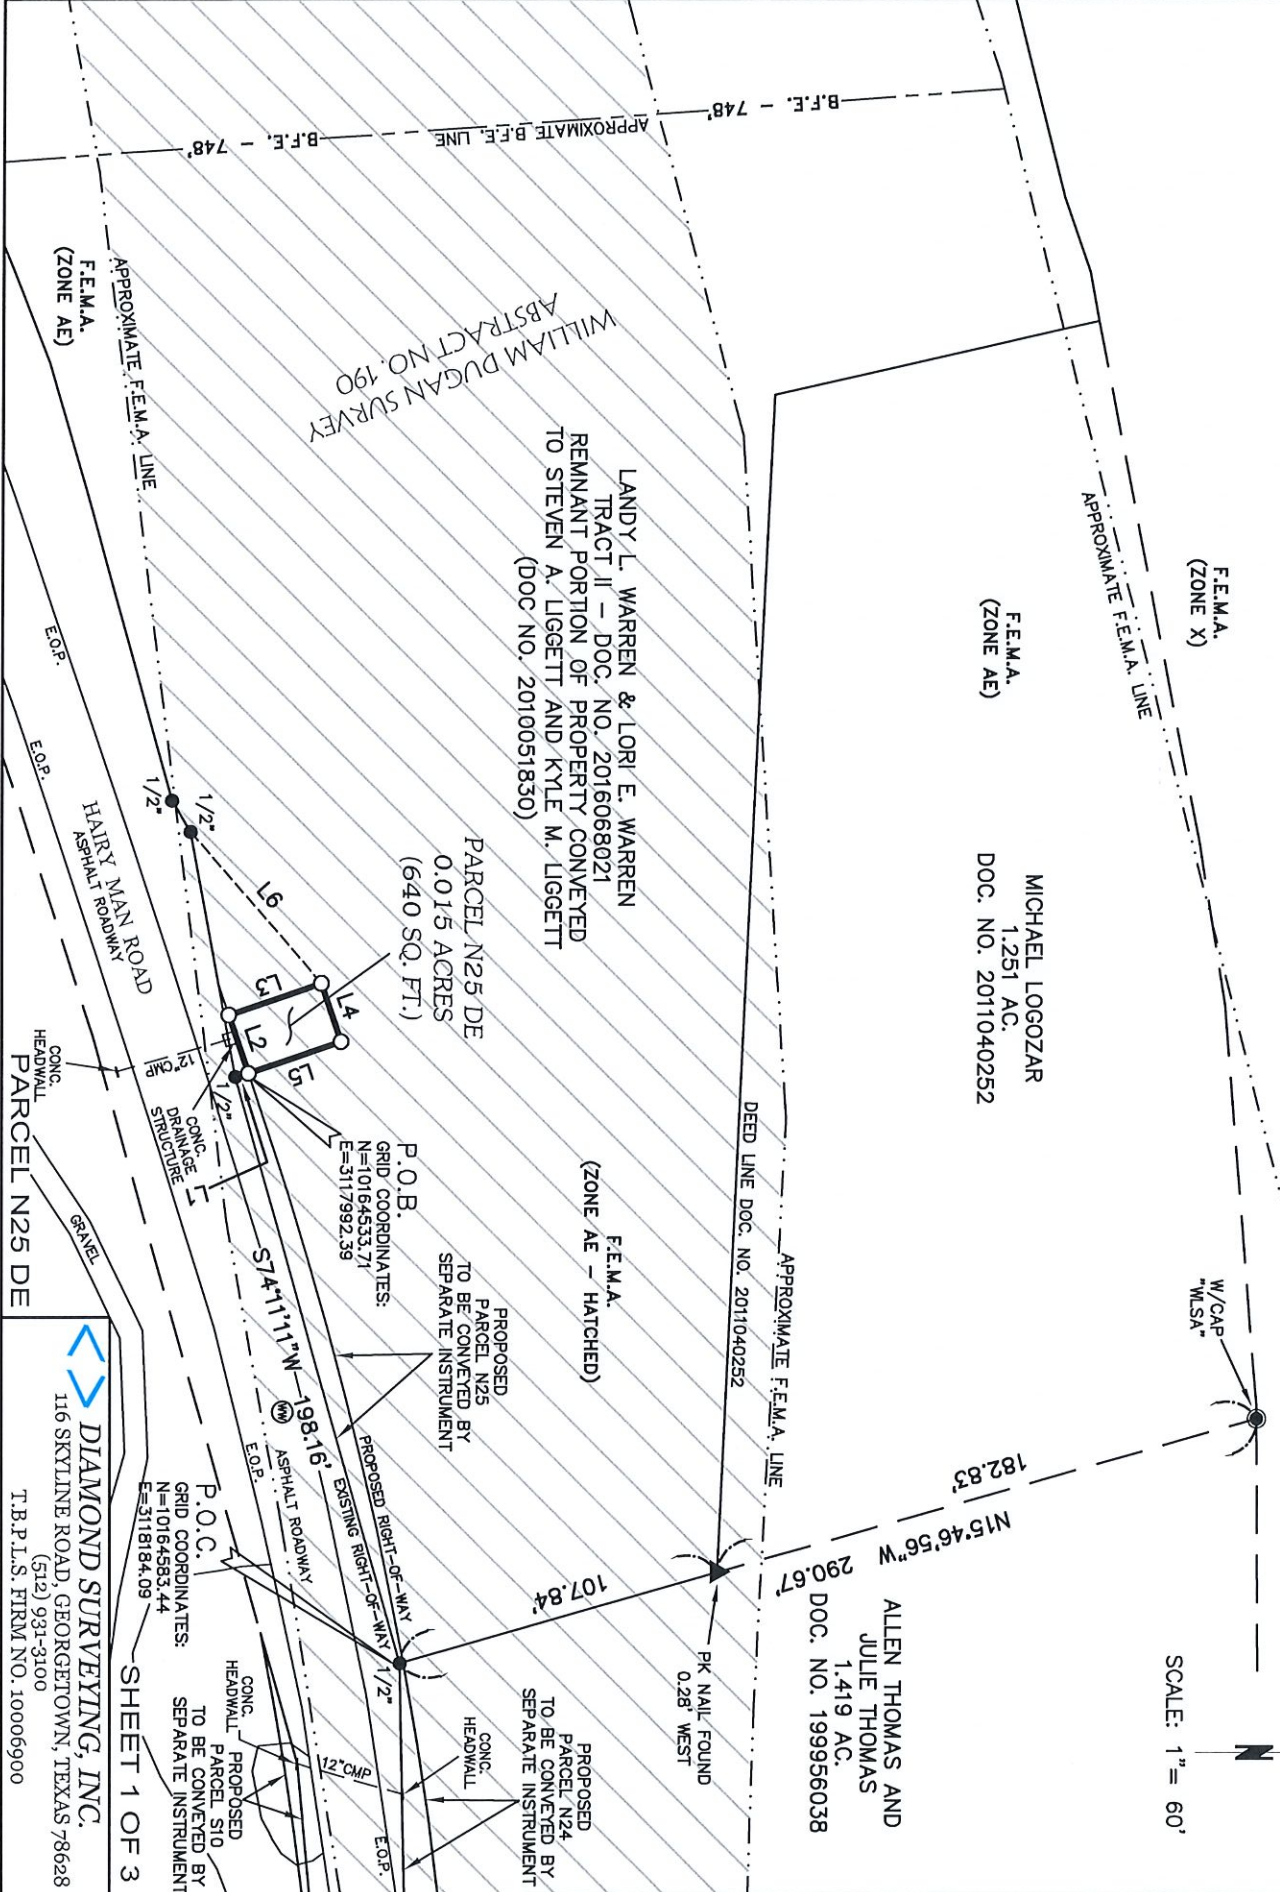 SCALE: 1"= 60'
N
F.E.M.A.
(ZONE X)
W/CAP
"WLSA"
APPROXIMATE F.E.M.A. LINE
F.E.M.A.
(ZONE AE)
MICHAEL LOGOZAR
1.251 AC.
DOC. NO. 2011040252
182.83'
N15°46'56"W
290.67'
ALLEN THOMAS AND
JULIE THOMAS
1.419 AC.
DOC. NO. 199956038
B.F.E. - 748'
APPROXIMATE B.F.E. LINE
B.F.E. - 748'
DEED LINE DOC. NO. 2011040252
APPROXIMATE F.E.M.A. LINE
PK NAIL FOUND
0.28' WEST
107.84'
WILLIAM DUGAN SURVEY
ABSTRACT NO. 190
LANDY L. WARREN & LORI E. WARREN
TRACT II - DOC. NO. 2016068021
REMNANT PORTION OF PROPERTY CONVEYED
TO STEVEN A. LIGGETT AND KYLE M. LIGGETT
(DOC NO. 2010051830)
F.E.M.A.
(ZONE AE - HATCHED)
PARCEL N25 DE
0.015 ACRES
(640 SQ. FT.)
PROPOSED
PARCEL N25
TO BE CONVEYED BY
SEPARATE INSTRUMENT
PROPOSED
PARCEL N24
TO BE CONVEYED BY
SEPARATE INSTRUMENT
P.O.B.
GRID COORDINATES:
N=10164533.71
E=3117992.39
CONC.
HEADWALL
L6
L3
L4
L2
L5
L1
1/2"
1/2"
1/2"
1/2"
F.E.M.A.
(ZONE AE)
APPROXIMATE F.E.M.A. LINE
PROPOSED RIGHT-OF-WAY
EXISTING RIGHT-OF-WAY
S74°11'11"W 198.16'
WW
ASPHALT ROADWAY
E.O.P.
E.O.P.
E.O.P.
E.O.P.
HAIRY MAN ROAD
ASPHALT ROADWAY
12"CMP
CONC.
DRAINAGE
STRUCTURE
CONC.
HEADWALL
GRAVEL
P.O.C.
GRID COORDINATES:
N=10164583.44
E=3118184.09
CONC.
HEADWALL
12"CMP
PROPOSED
PARCEL S10
TO BE CONVEYED BY
SEPARATE INSTRUMENT
PARCEL N25 DE
SHEET 1 OF 3
DIAMOND SURVEYING, INC.
116 SKYLINE ROAD, GEORGETOWN, TEXAS 78628
(512) 931-3100
T.B.P.L.S. FIRM NO. 10006900